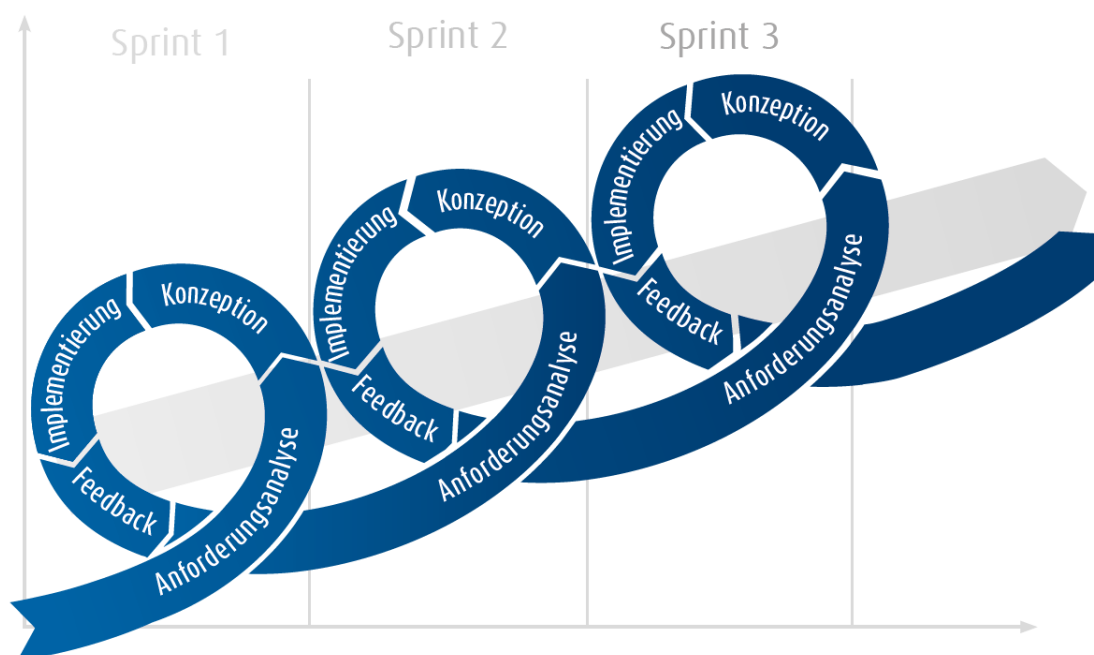 Sprint 1
Sprint 2
Sprint 3
Anforderungsanalyse
Konzeption
Implementierung
Feedback
Anforderungsanalyse
Konzeption
Implementierung
Feedback
Anforderungsanalyse
Konzeption
Implementierung
Feedback